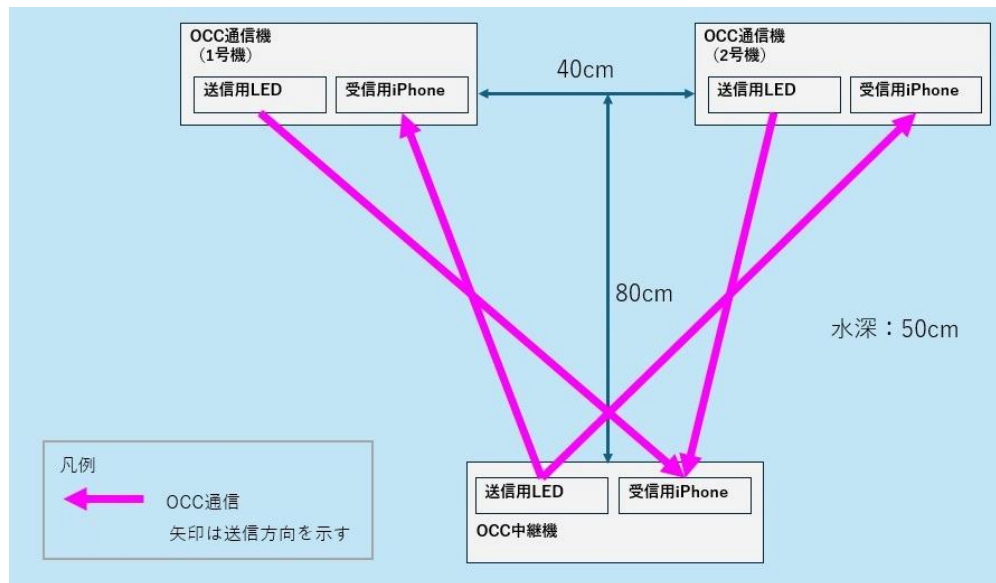 OCC通信機
（1号機）
送信用LED
受信用iPhone
40cm
OCC通信機
（2号機）
送信用LED
受信用iPhone
80cm
水深：50cm
凡例
OCC通信
矢印は送信方向を示す
送信用LED
受信用iPhone
OCC中継機